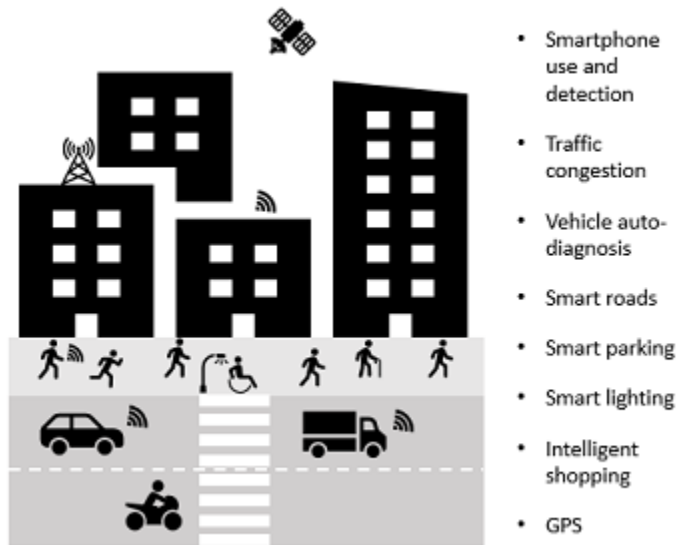 • Smartphone
use and
detection
• Traffic
congestion
• Vehicle auto-
diagnosis
• Smart roads
• Smart parking
• Smart lighting
• Intelligent
shopping
• GPS